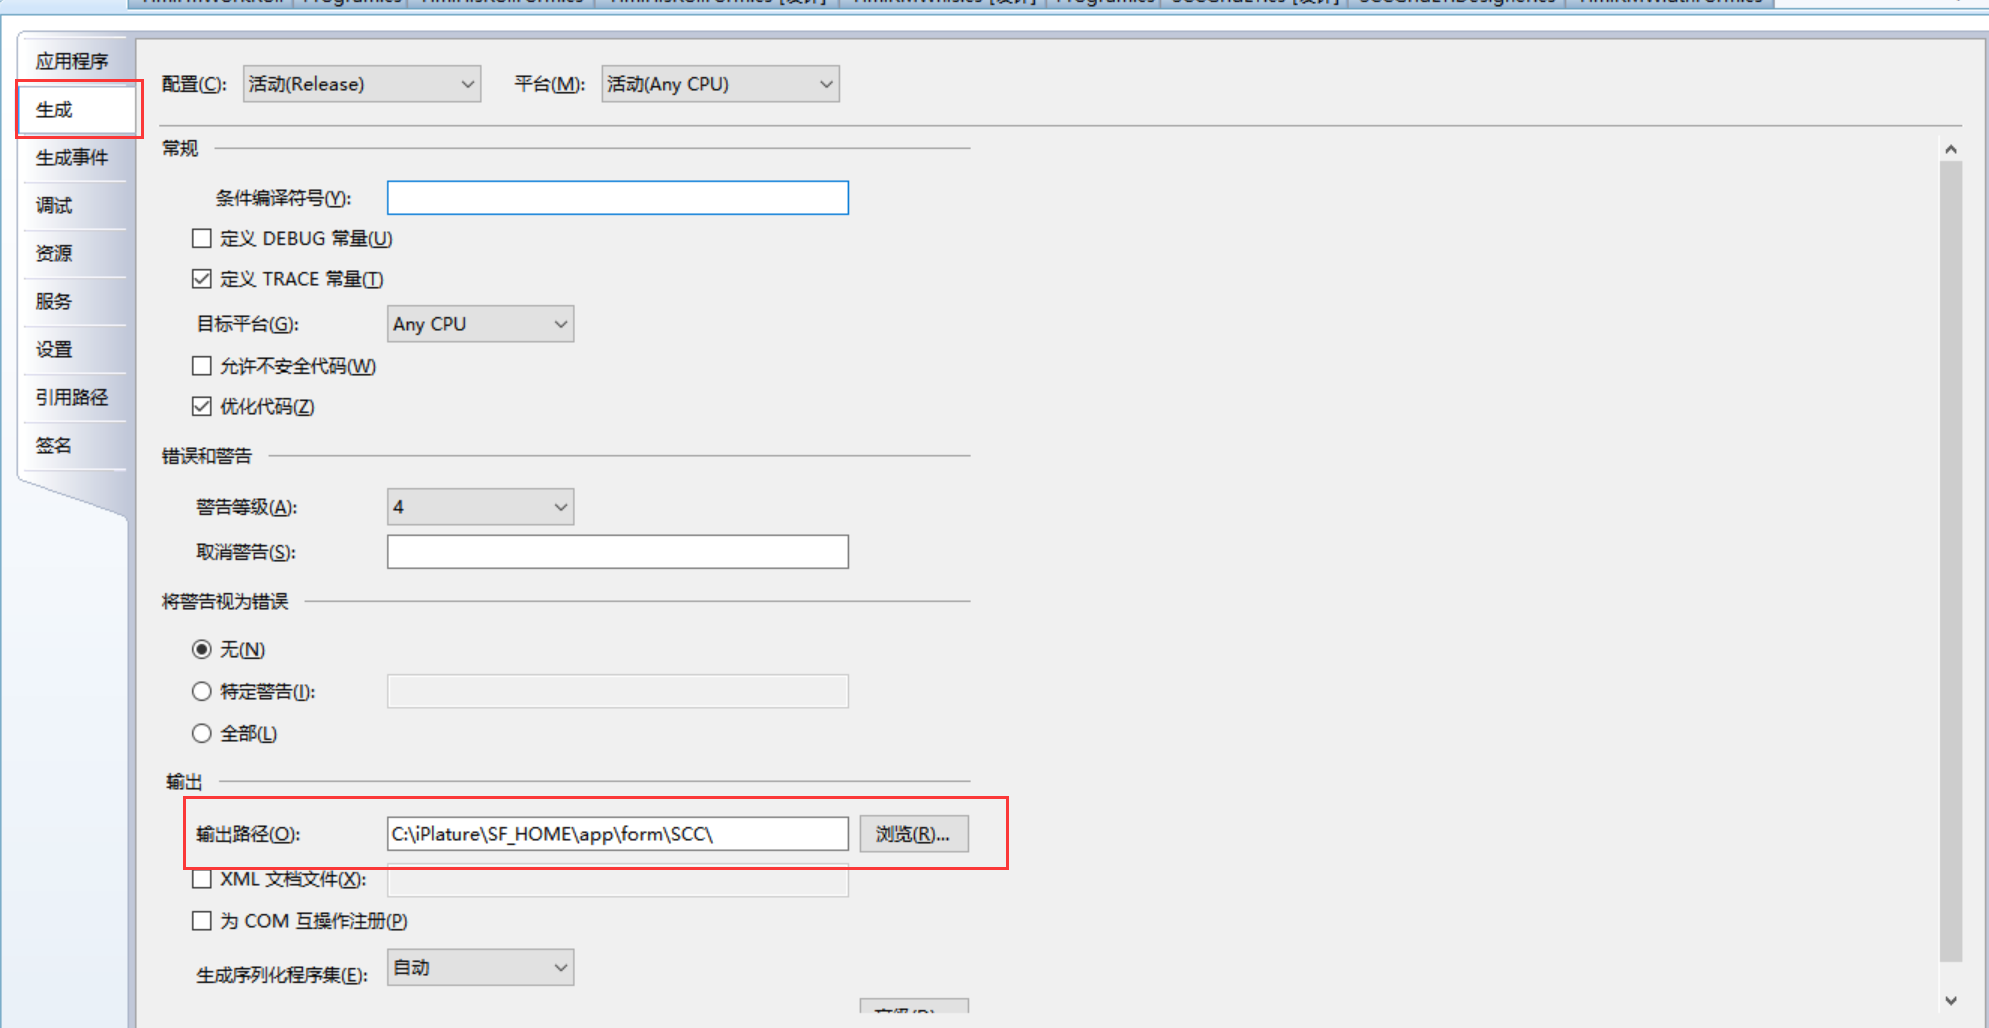 应用程序
生成
生成事件
调试
资源
服务
设置
引用路径
签名
配置(C): 活动(Release) 平台(M): 活动(Any CPU)
常规
条件编译符号(Y):
定义 DEBUG 常量(U)
定义 TRACE 常量(T)
目标平台(G): Any CPU
允许不安全代码(W)
优化代码(Z)
错误和警告
警告等级(A): 4
取消警告(S):
将警告视为错误
无(N)
特定警告(I):
全部(L)
输出
输出路径(O): C:\iPlature\SF_HOME\app\form\SCC\ 浏览(R)...
XML 文档文件(X):
为 COM 互操作注册(P)
生成序列化程序集(E): 自动